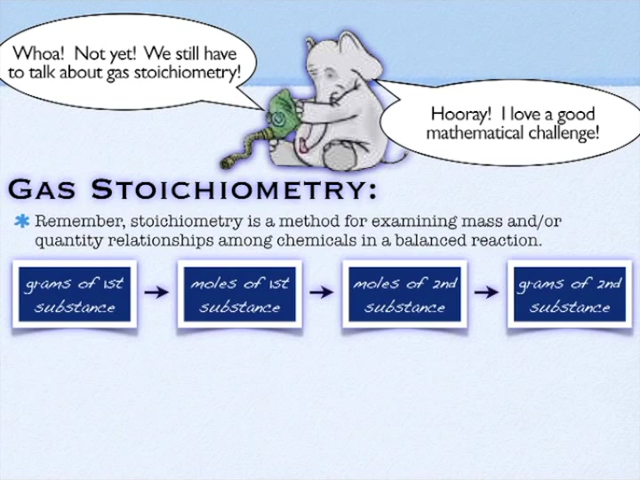 Whoa! Not yet! We still have
to talk about gas stoichiometry!
Hooray! I love a good
mathematical challenge!
GAS STOICHIOMETRY:
Remember, stoichiometry is a method for examining mass and/or
quantity relationships among chemicals in a balanced reaction.
grams of 1st
substance
moles of 1st
substance
moles of 2nd
substance
grams of 2nd
substance